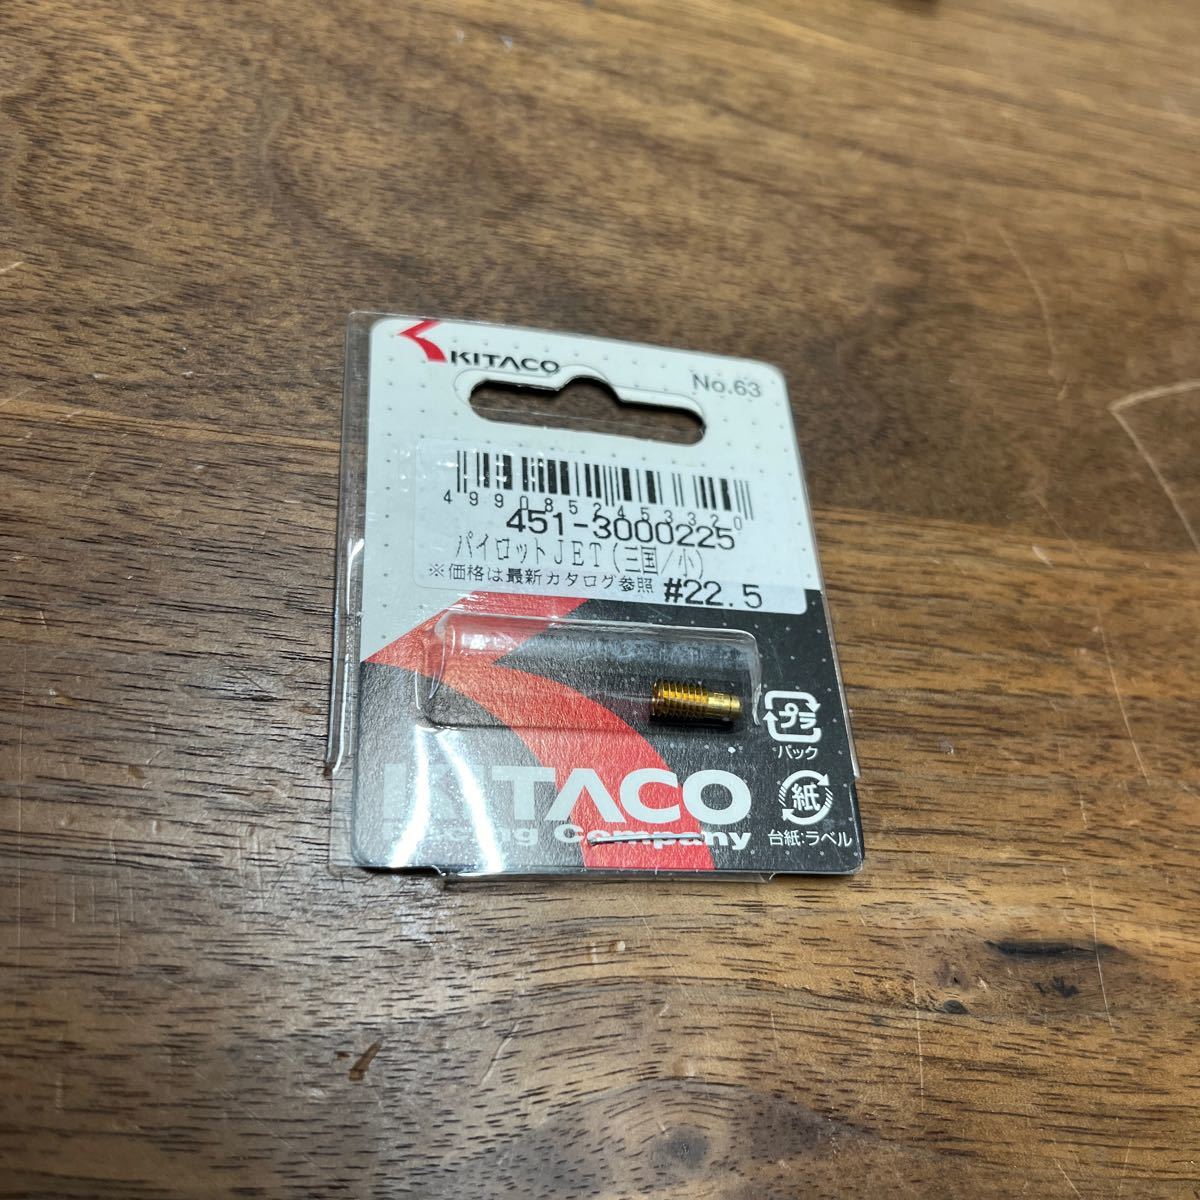 KITACO
No.63
4990852453320
451-3000225
パイロットJET(三国/小)
※価格は最新カタログ参照 #22.5
プラ
パック
KITACO
Racing Company
紙
台紙:ラベル